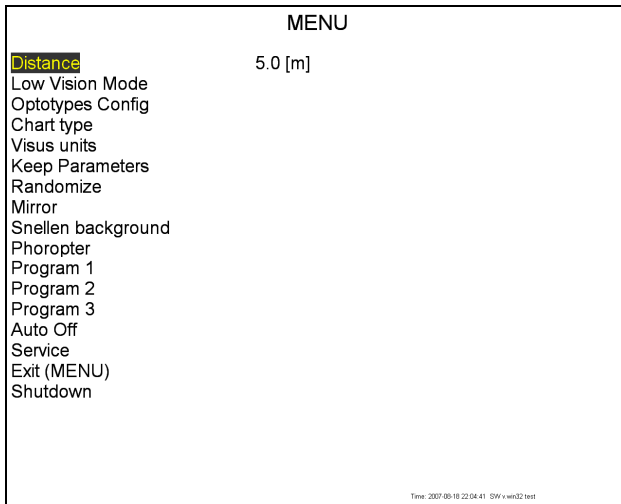 MENU
Distance 5.0 [m]
Low Vision Mode
Optotypes Config
Chart type
Visus units
Keep Parameters
Randomize
Mirror
Snellen background
Phoropter
Program 1
Program 2
Program 3
Auto Off
Service
Exit (MENU)
Shutdown
Time: 2007-08-18 22:04:41 SW v.win32 test